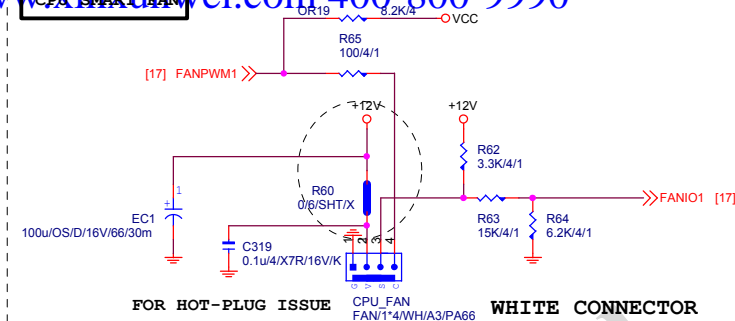 OR19 8.2K/4
VCC
R65
100/4/1
[17] FANPWM1
+12V
+12V
R62
3.3K/4/1
R60
0/6/SHT/X
FANIO1 [17]
1
+
EC1
100u/OS/D/16V/66/30m
R63
15K/4/1
R64
6.2K/4/1
C319
0.1u/4/X7R/16V/K
1 2 3 4
G V S C
FOR HOT-PLUG ISSUE
CPU_FAN
FAN/1*4/WH/A3/PA66
WHITE CONNECTOR